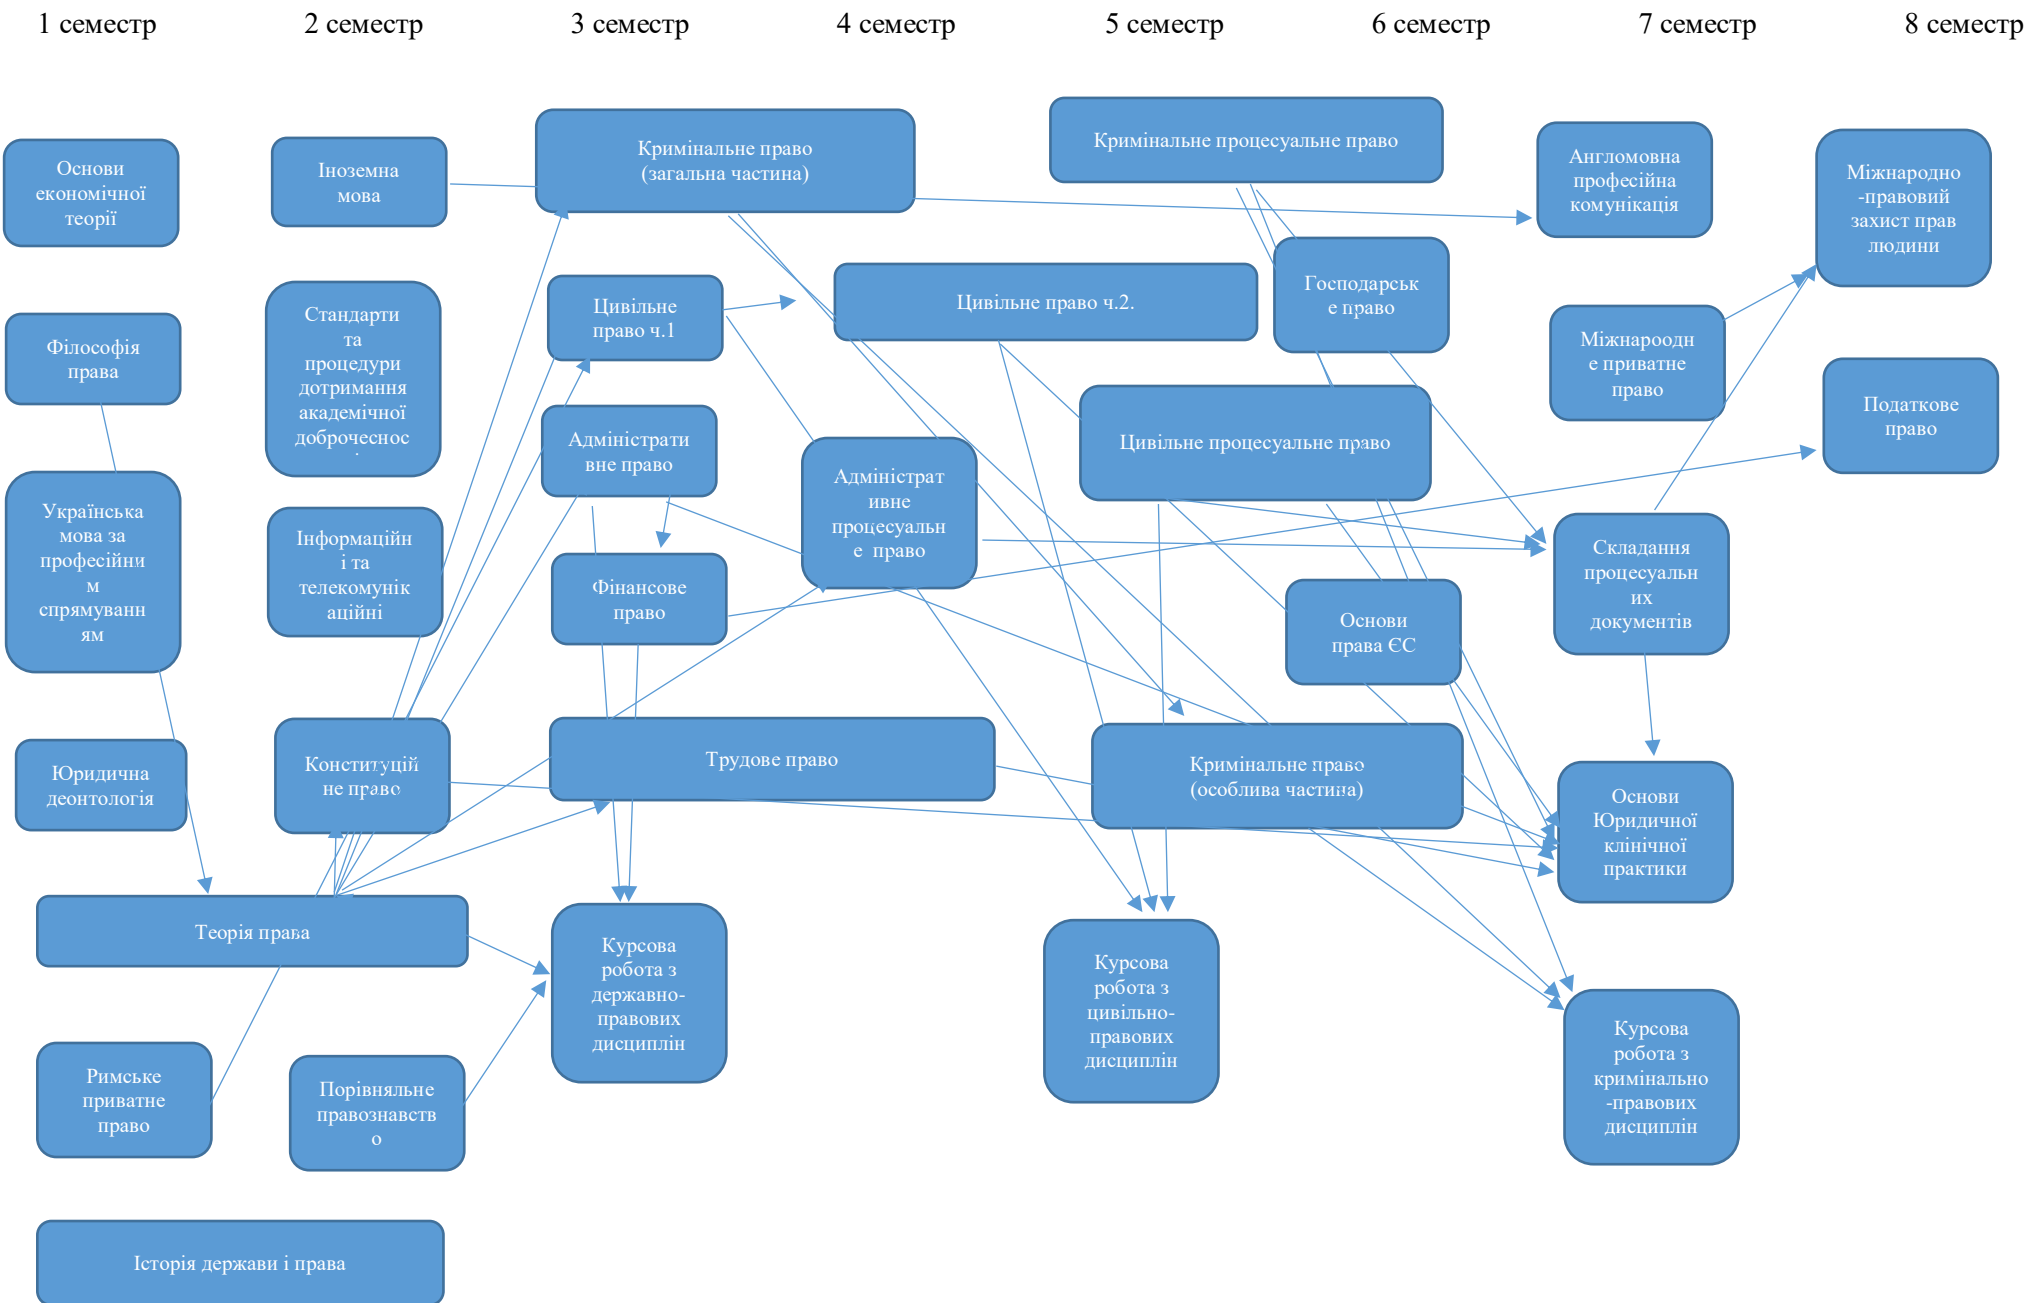 1 семестр
2 семестр
3 семестр
4 семестр
5 семестр
6 семестр
7 семестр
8 семестр
Основи
економічної
теорії
Філософія
права
Українська
мова за
професійни
м
спрямуванн
ям
Юридична
деонтологія
Теорія права
Римське
приватне
право
Історія держави і права
Іноземна
мова
Стандарти
та
процедури
дотримання
академічної
доброчеснос
Інформаційн
і та
телекомунік
аційні
Конституцій
не право
Порівняльне
правознавств
о
Кримінальне право
(загальна частина)
Цивільне
право ч.1
Адміністрати
вне право
Фінансове
право
Трудове право
Курсова
робота з
державно-
правових
дисциплін
Цивільне право ч.2.
Адміністрат
ивне
процесуальн
е право
Кримінальне процесуальне право
Господарськ
е право
Цивільне процесуальне право
Основи
права ЄС
Кримінальне право
(особлива частина)
Курсова
робота з
цивільно-
правових
дисциплін
Англомовна
професійна
комунікація
Міжнароодн
е приватне
право
Складання
процесуальн
их
документів
Основи
Юридичної
клінічної
практики
Курсова
робота з
кримінально
-правових
дисциплін
Міжнародно
-правовий
захист прав
людини
Податкове
право